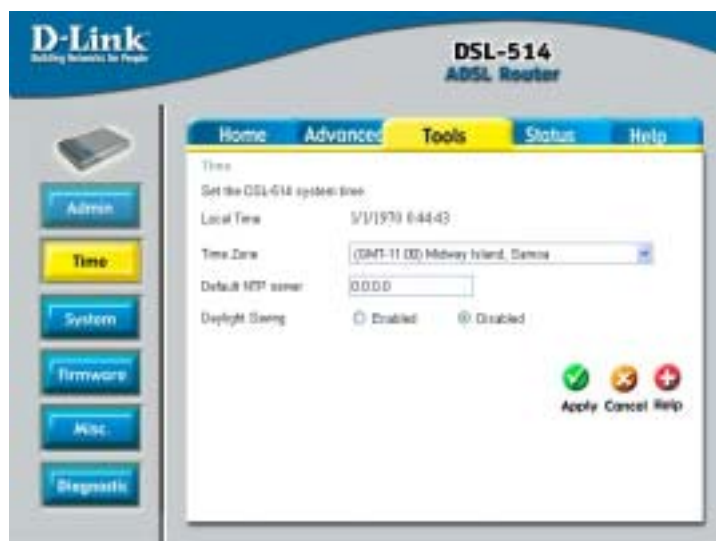 D-Link
Building Networks for People
DSL-514
ADSL Router
Home Advanced Tools Status Help
Admin
Time
System
Firmware
Misc.
Diagnostic
Time
Set the DSL-514 system time
Local Time 1/1/1970 0:44:43
Time Zone (GMT-11:00) Midway Island, Samoa
Default NTP server 0.0.0.0
Daylight Saving Enabled Disabled
Apply Cancel Help